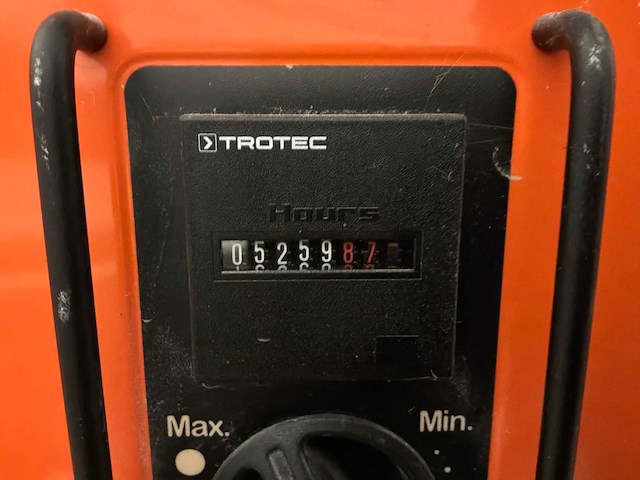 TROTEC
Hours
0525987
Max. Min.